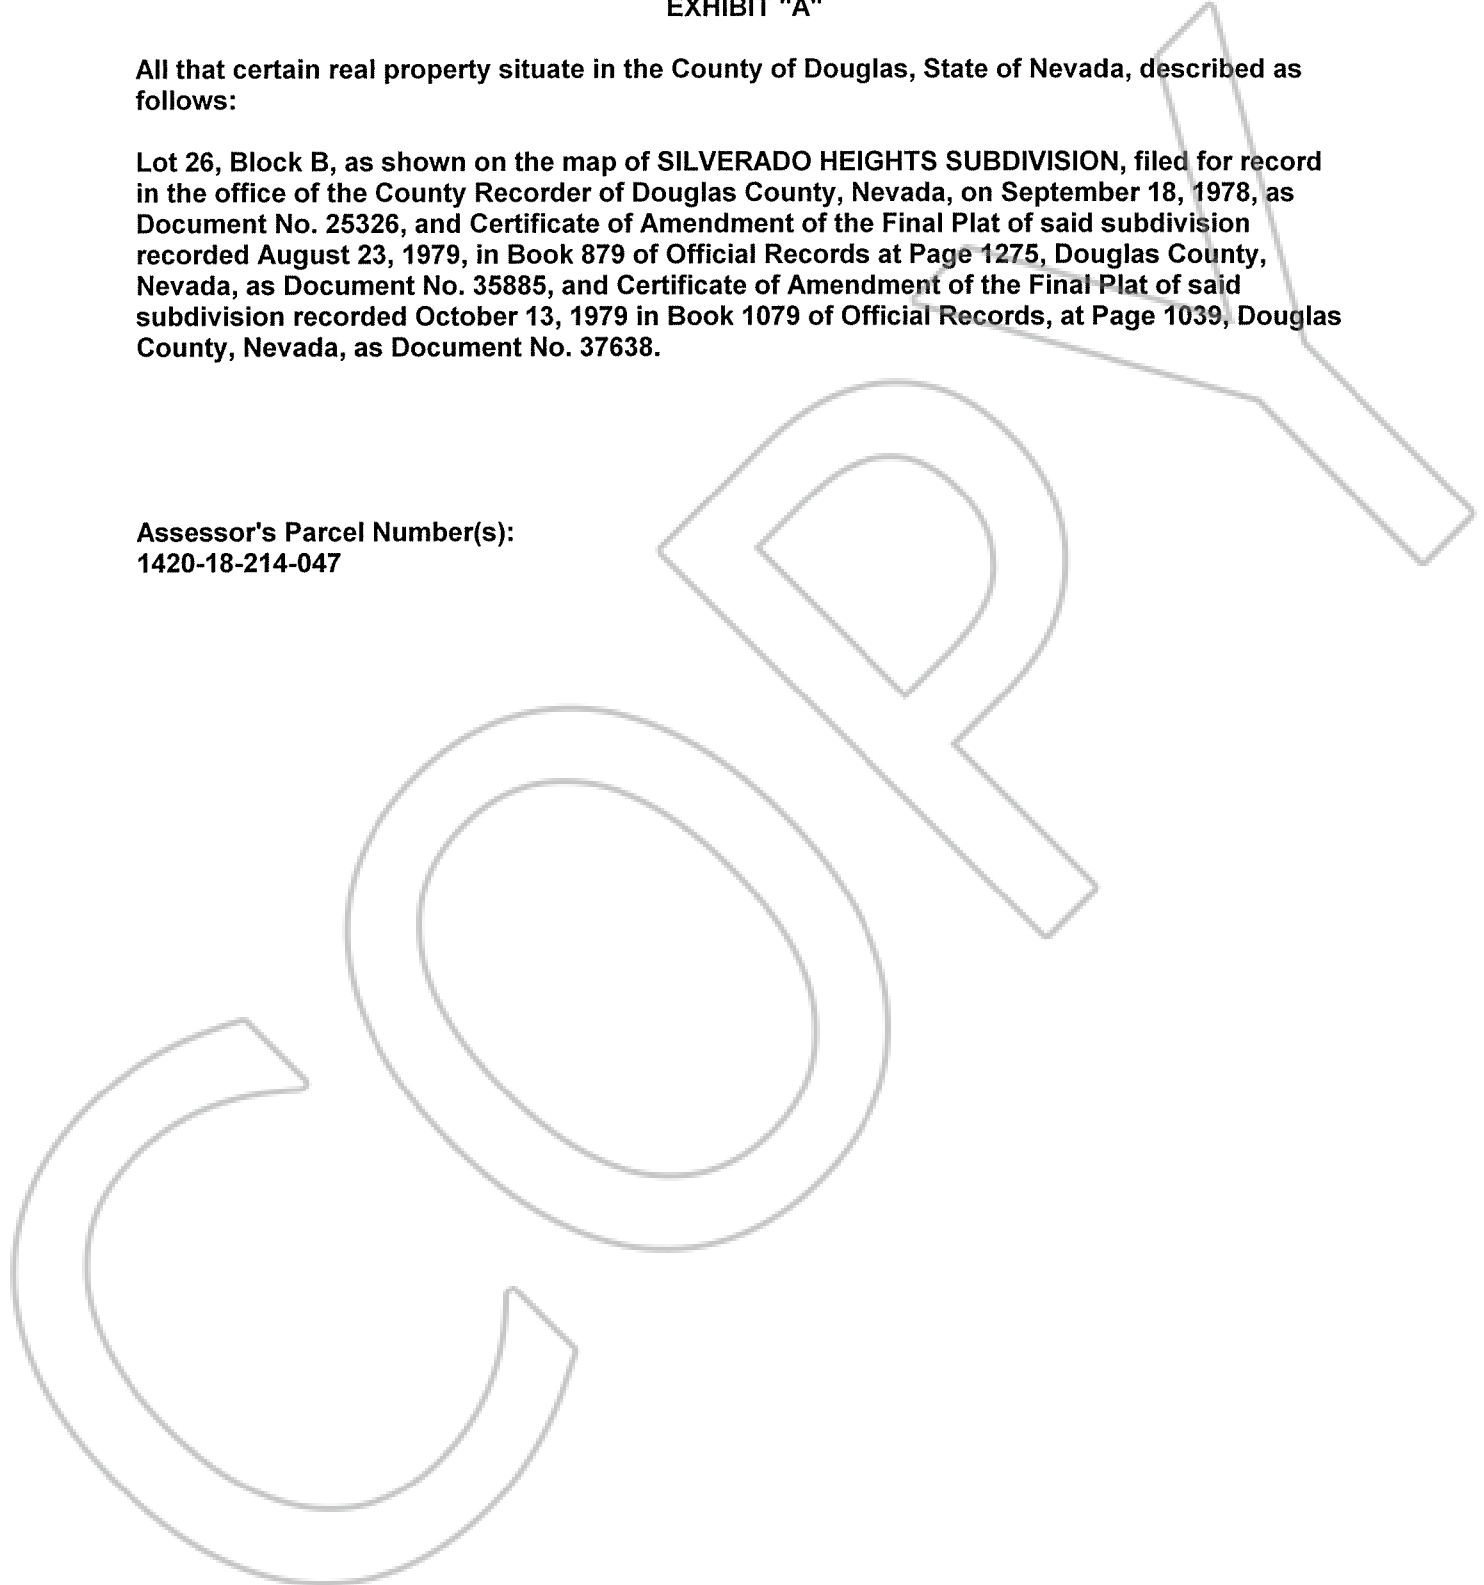 EXHIBIT "A"
All that certain real property situate in the County of Douglas, State of Nevada, described as
follows:
Lot 26, Block B, as shown on the map of SILVERADO HEIGHTS SUBDIVISION, filed for record
in the office of the County Recorder of Douglas County, Nevada, on September 18, 1978, as
Document No. 25326, and Certificate of Amendment of the Final Plat of said subdivision
recorded August 23, 1979, in Book 879 of Official Records at Page 1275, Douglas County,
Nevada, as Document No. 35885, and Certificate of Amendment of the Final Plat of said
subdivision recorded October 13, 1979 in Book 1079 of Official Records, at Page 1039, Douglas
County, Nevada, as Document No. 37638.
Assessor's Parcel Number(s):
1420-18-214-047
COPY